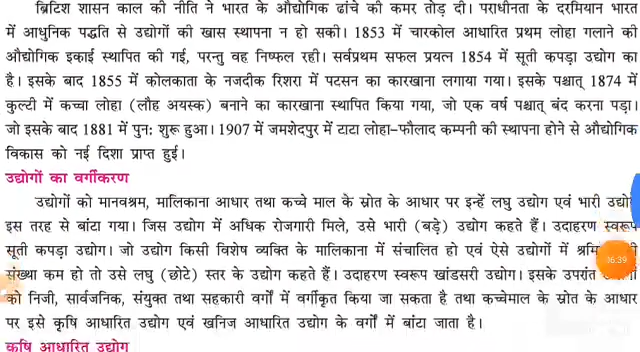 ब्रिटिश शासन काल की नीति ने भारत के औद्योगिक ढांचे की कमर तोड़ दी। पराधीनता के दरमियान भारत
में आधुनिक पद्धति से उद्योगों की खास स्थापना न हो सकी। 1853 में चारकोल आधारित प्रथम लोहा गलाने की
औद्योगिक इकाई स्थापित की गई, परन्तु वह निष्फल रही। सर्वप्रथम सफल प्रयत्न 1854 में सूती कपड़ा उद्योग का
है। इसके बाद 1855 में कोलकाता के नजदीक रिशरा में पटसन का कारखाना लगाया गया। इसके पश्चात् 1874 में
कुल्टी में कच्चा लोहा (लौह अयस्क) बनाने का कारखाना स्थापित किया गया, जो एक वर्ष पश्चात् बंद करना पड़ा।
जो इसके बाद 1881 में पुन: शुरू हुआ। 1907 में जमशेदपुर में टाटा लोहा-फौलाद कम्पनी की स्थापना होने से औद्योगिक
विकास को नई दिशा प्राप्त हुई।
उद्योगों का वर्गीकरण
उद्योगों को मानवश्रम, मालिकाना आधार तथा कच्चे माल के स्रोत के आधार पर इन्हें लघु उद्योग एवं भारी
इस तरह से बांटा गया। जिस उद्योग में अधिक रोजगारी मिले, उसे भारी (बड़े) उद्योग कहते हैं। उदाहरण स्वरूप
सूती कपड़ा उद्योग। जो उद्योग किसी विशेष व्यक्ति के मालिकाना में संचालित हो एवं ऐसे उद्योगों में
16:39
संख्या कम हो तो उसे लघु (छोटे) स्तर के उद्योग कहते हैं। उदाहरण स्वरूप खांडसरी उद्योग। इसके उपरांत
को निजी, सार्वजनिक, संयुक्त तथा सहकारी वर्गों में वर्गीकृत किया जा सकता है तथा कच्चेमाल के स्रोत के आधार
पर इसे कृषि आधारित उद्योग एवं खनिज आधारित उद्योग के वर्गों में बांटा जाता है।
कृषि आधारित उद्योग